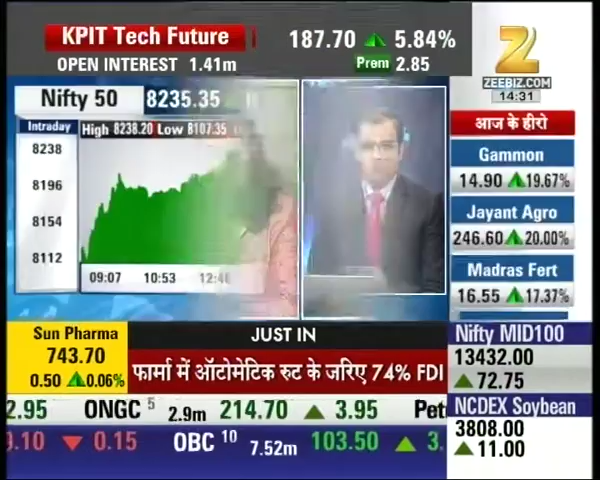 KPIT Tech Future
187.70 5.84%
OPEN INTEREST 1.41m
Prem 2.85
Z
ZEEBIZ.COM
14:31
Nifty 50 8235.35
Intraday High 8238.20 Low 8107.35
8238
8196
8154
8112
09:07 10:53
आज के हीरो
Gammon
14.90 19.67%
Jayant Agro
246.60 20.00%
Madras Fert
16.55 17.37%
Sun Pharma
743.70
0.50 0.06%
JUST IN
फार्मा में ऑटोमेटिक रुट के जरिए 74% FDI
Nifty MID100
13432.00
72.75
2.95 ONGC 5 2.9m 214.70 3.95 Pet
9.10 0.15 OBC 10 7.52m 103.50 3.
NCDEX Soybean
3808.00
11.00